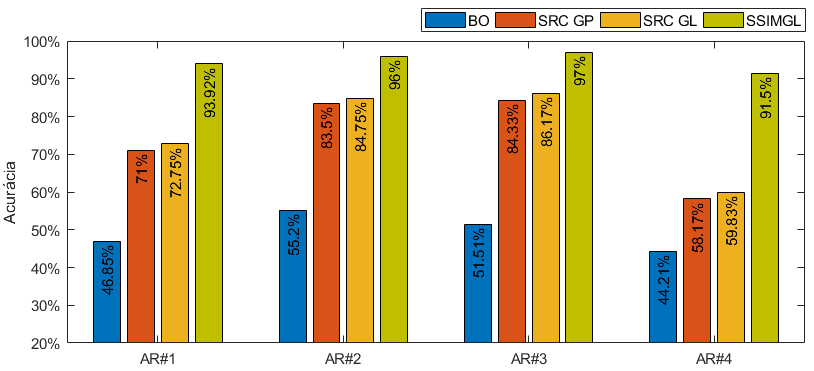 BO SRC GP SRC GL SSIMGL
100%
90%
80%
70%
60%
50%
40%
30%
20%
Acurácia
46.85% 71% 72.75% 93.92%
55.2% 83.5% 84.75% 96%
51.51% 84.33% 86.17% 97%
44.21% 58.17% 59.83% 91.5%
AR#1 AR#2 AR#3 AR#4